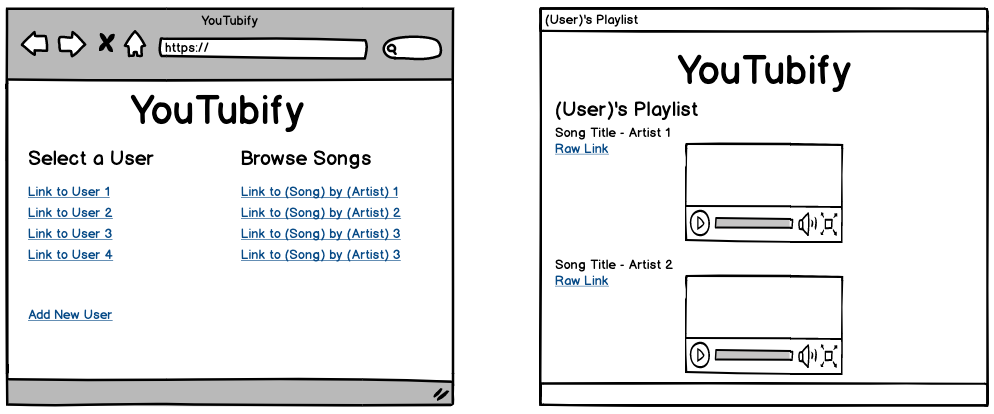 YouTubify
https://
YouTubify
Select a User
Link to User 1
Link to User 2
Link to User 3
Link to User 4
Add New User
Browse Songs
Link to (Song) by (Artist) 1
Link to (Song) by (Artist) 2
Link to (Song) by (Artist) 3
Link to (Song) by (Artist) 3
(User)'s Playlist
YouTubify
(User)'s Playlist
Song Title - Artist 1
Raw Link
Song Title - Artist 2
Raw Link